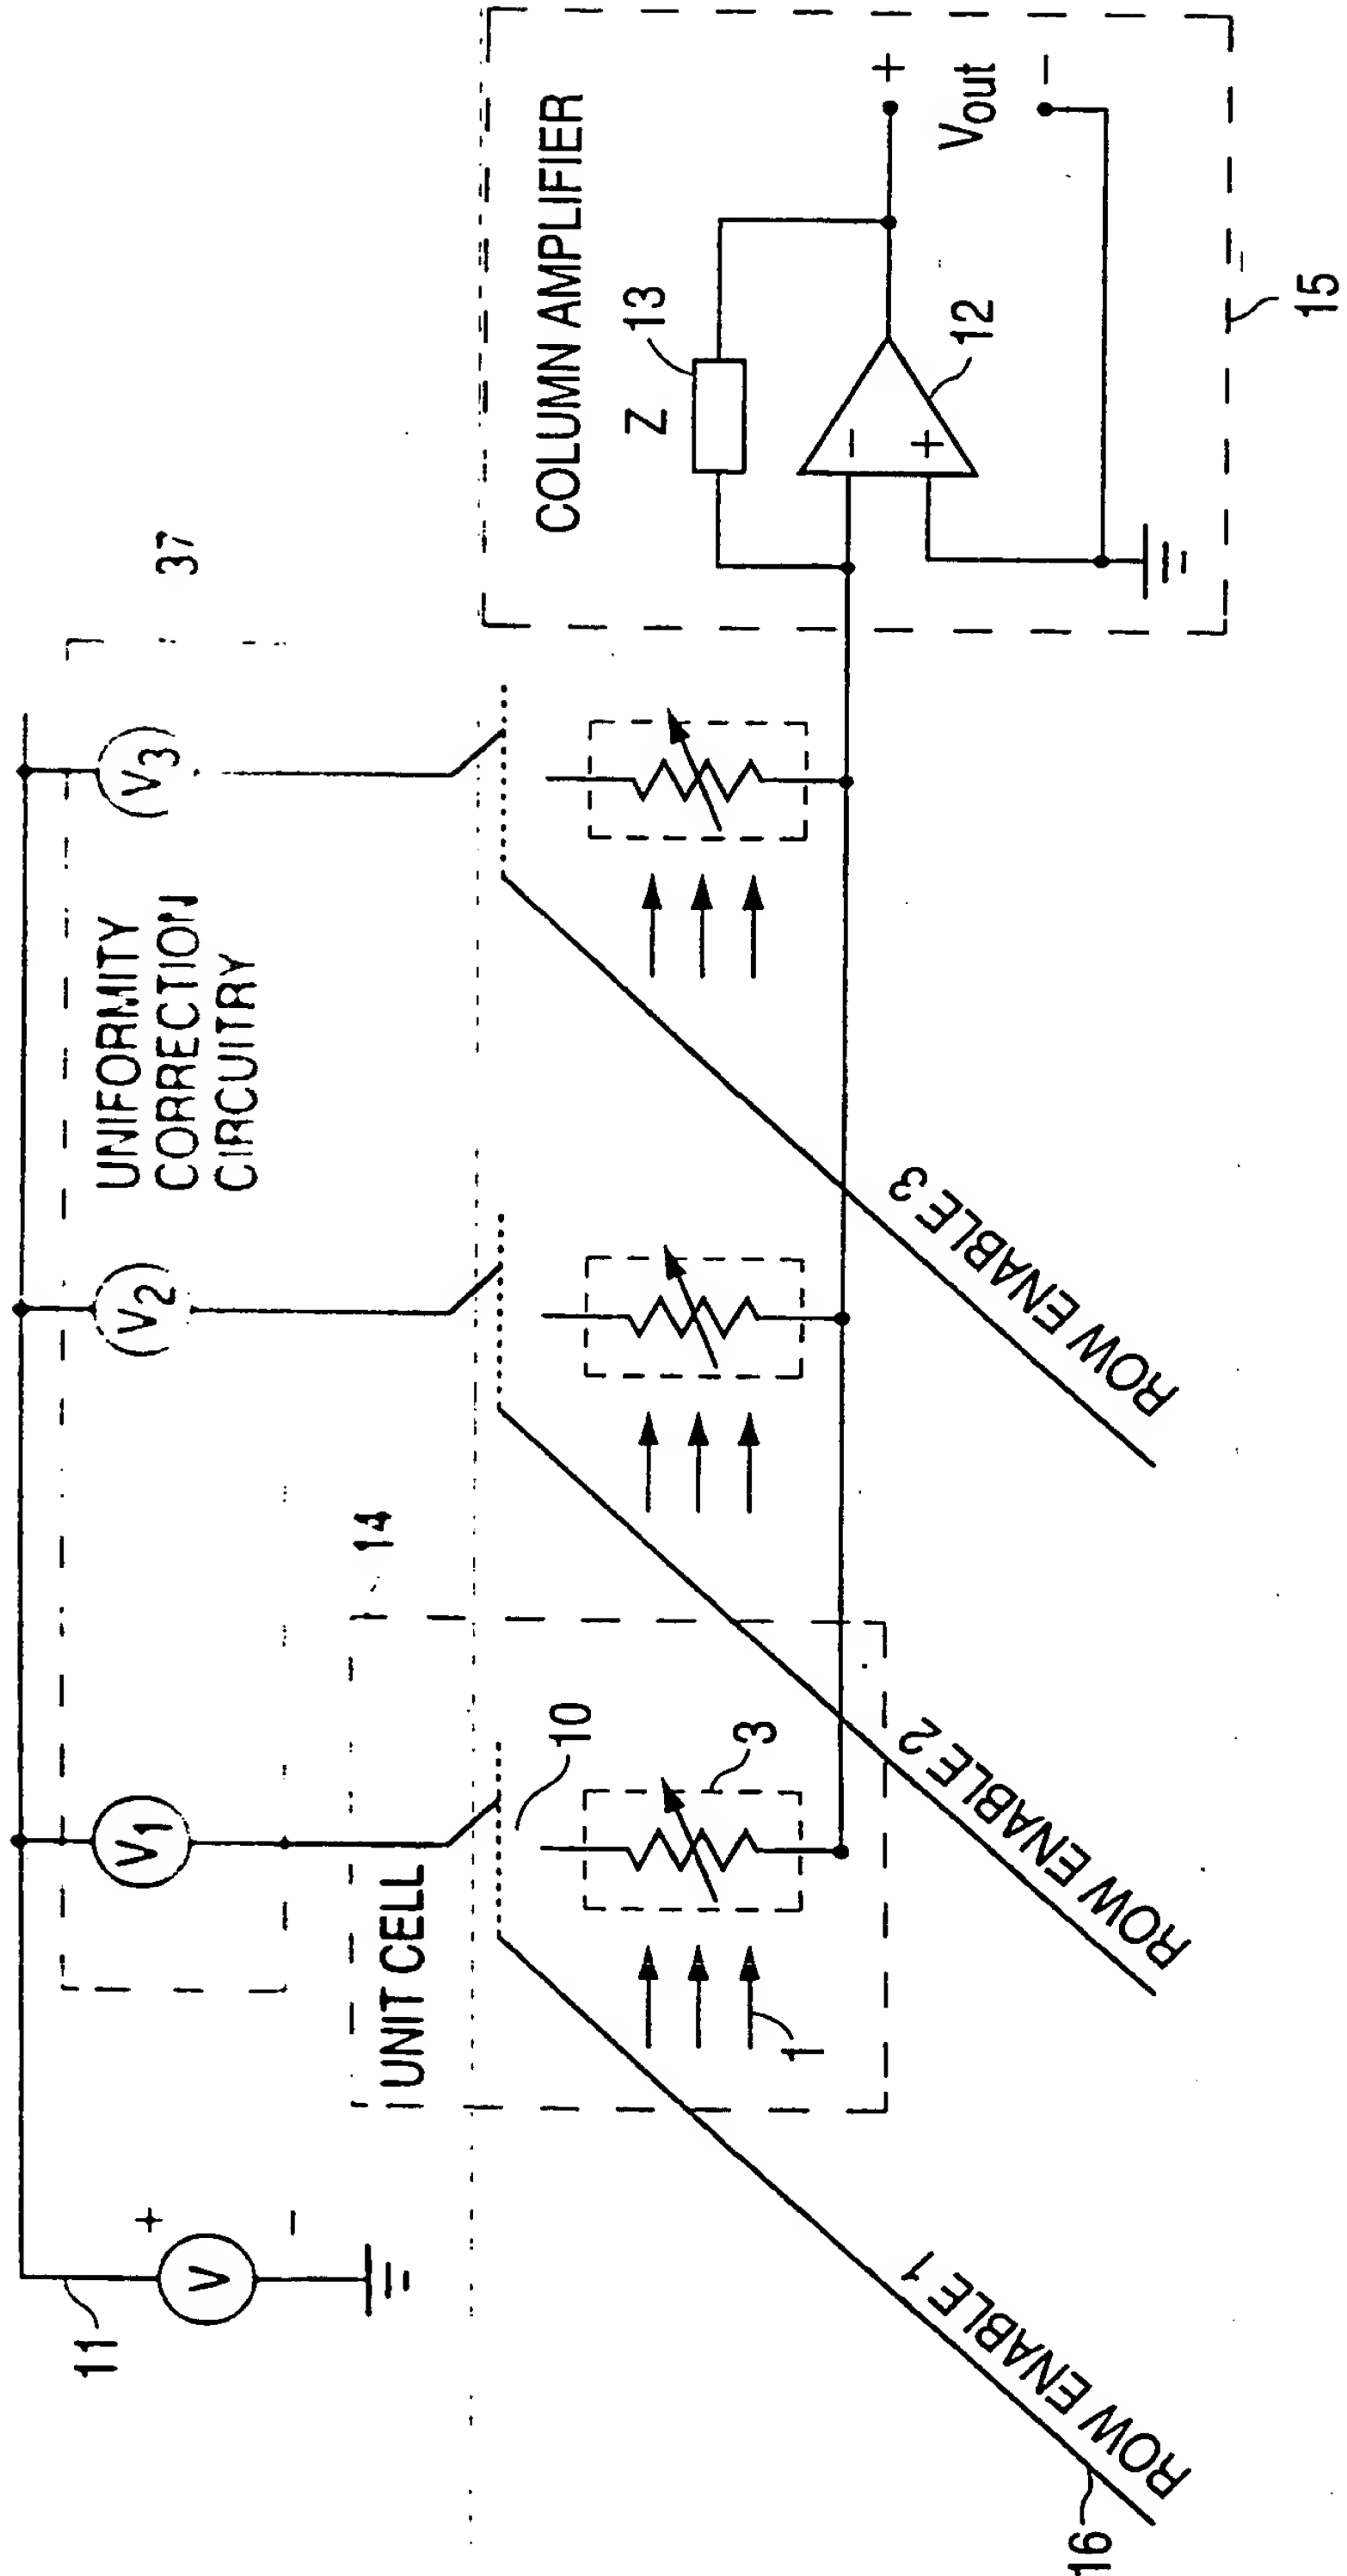 11
V
+
−
V1
V2
V3
37
UNIFORMITY
CORRECTION
CIRCUITRY
UNIT CELL
14
10
3
1
16
ROW ENABLE 1
ROW ENABLE 2
ROW ENABLE 3
COLUMN AMPLIFIER
Z
13
−
+
12
+
Vout
−
15